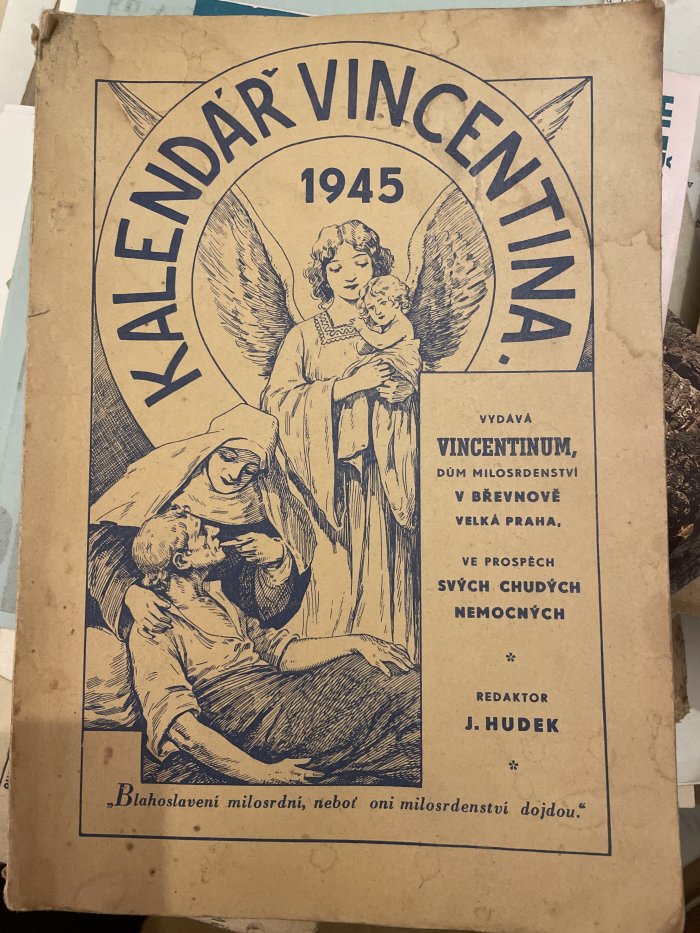 KALENDÁŘ VINCENTINA.
1945
VYDÁVÁ
VINCENTINUM,
DŮM MILOSRDENSTVÍ
V BŘEVNOVĚ
VELKÁ PRAHA,
VE PROSPĚCH
SVÝCH CHUDÝCH
NEMOCNÝCH
*
REDAKTOR
J. HUDEK
*
„Blahoslavení milosrdní, neboť oni milosrdenství dojdou.“